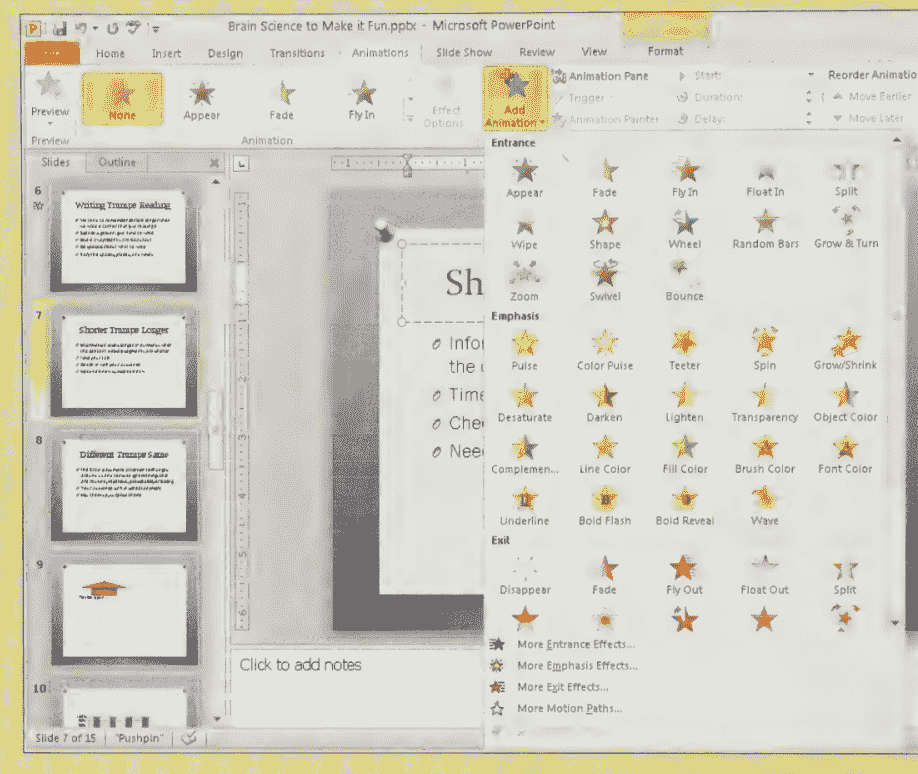 Brain Science to Make it Fun.pptx - Microsoft PowerPoint
Home Insert Design Transitions Animations Slide Show Review View Format
Preview None Appear Fade Fly In Effect Options Add Animation Animation Pane Trigger Animation Painter Start: Duration: Delay: Reorder Animatio Move Earlier Move Later
Preview Animation
Slides Outline
6
Writing Trumps Reading
7
Shorter Trumps Longer
8
Different Trumps Same
9
10
Sh
Infor
the
Time
Che
Nee
Click to add notes
Slide 7 of 15 "Pushpin"
Entrance
Appear Fade Fly In Float In Split
Wipe Shape Wheel Random Bars Grow & Turn
Zoom Swivel Bounce
Emphasis
Pulse Color Pulse Teeter Spin Grow/Shrink
Desaturate Darken Lighten Transparency Object Color
Complemen... Line Color Fill Color Brush Color Font Color
Underline Bold Flash Bold Reveal Wave
Exit
Disappear Fade Fly Out Float Out Split
More Entrance Effects...
More Emphasis Effects...
More Exit Effects...
More Motion Paths...